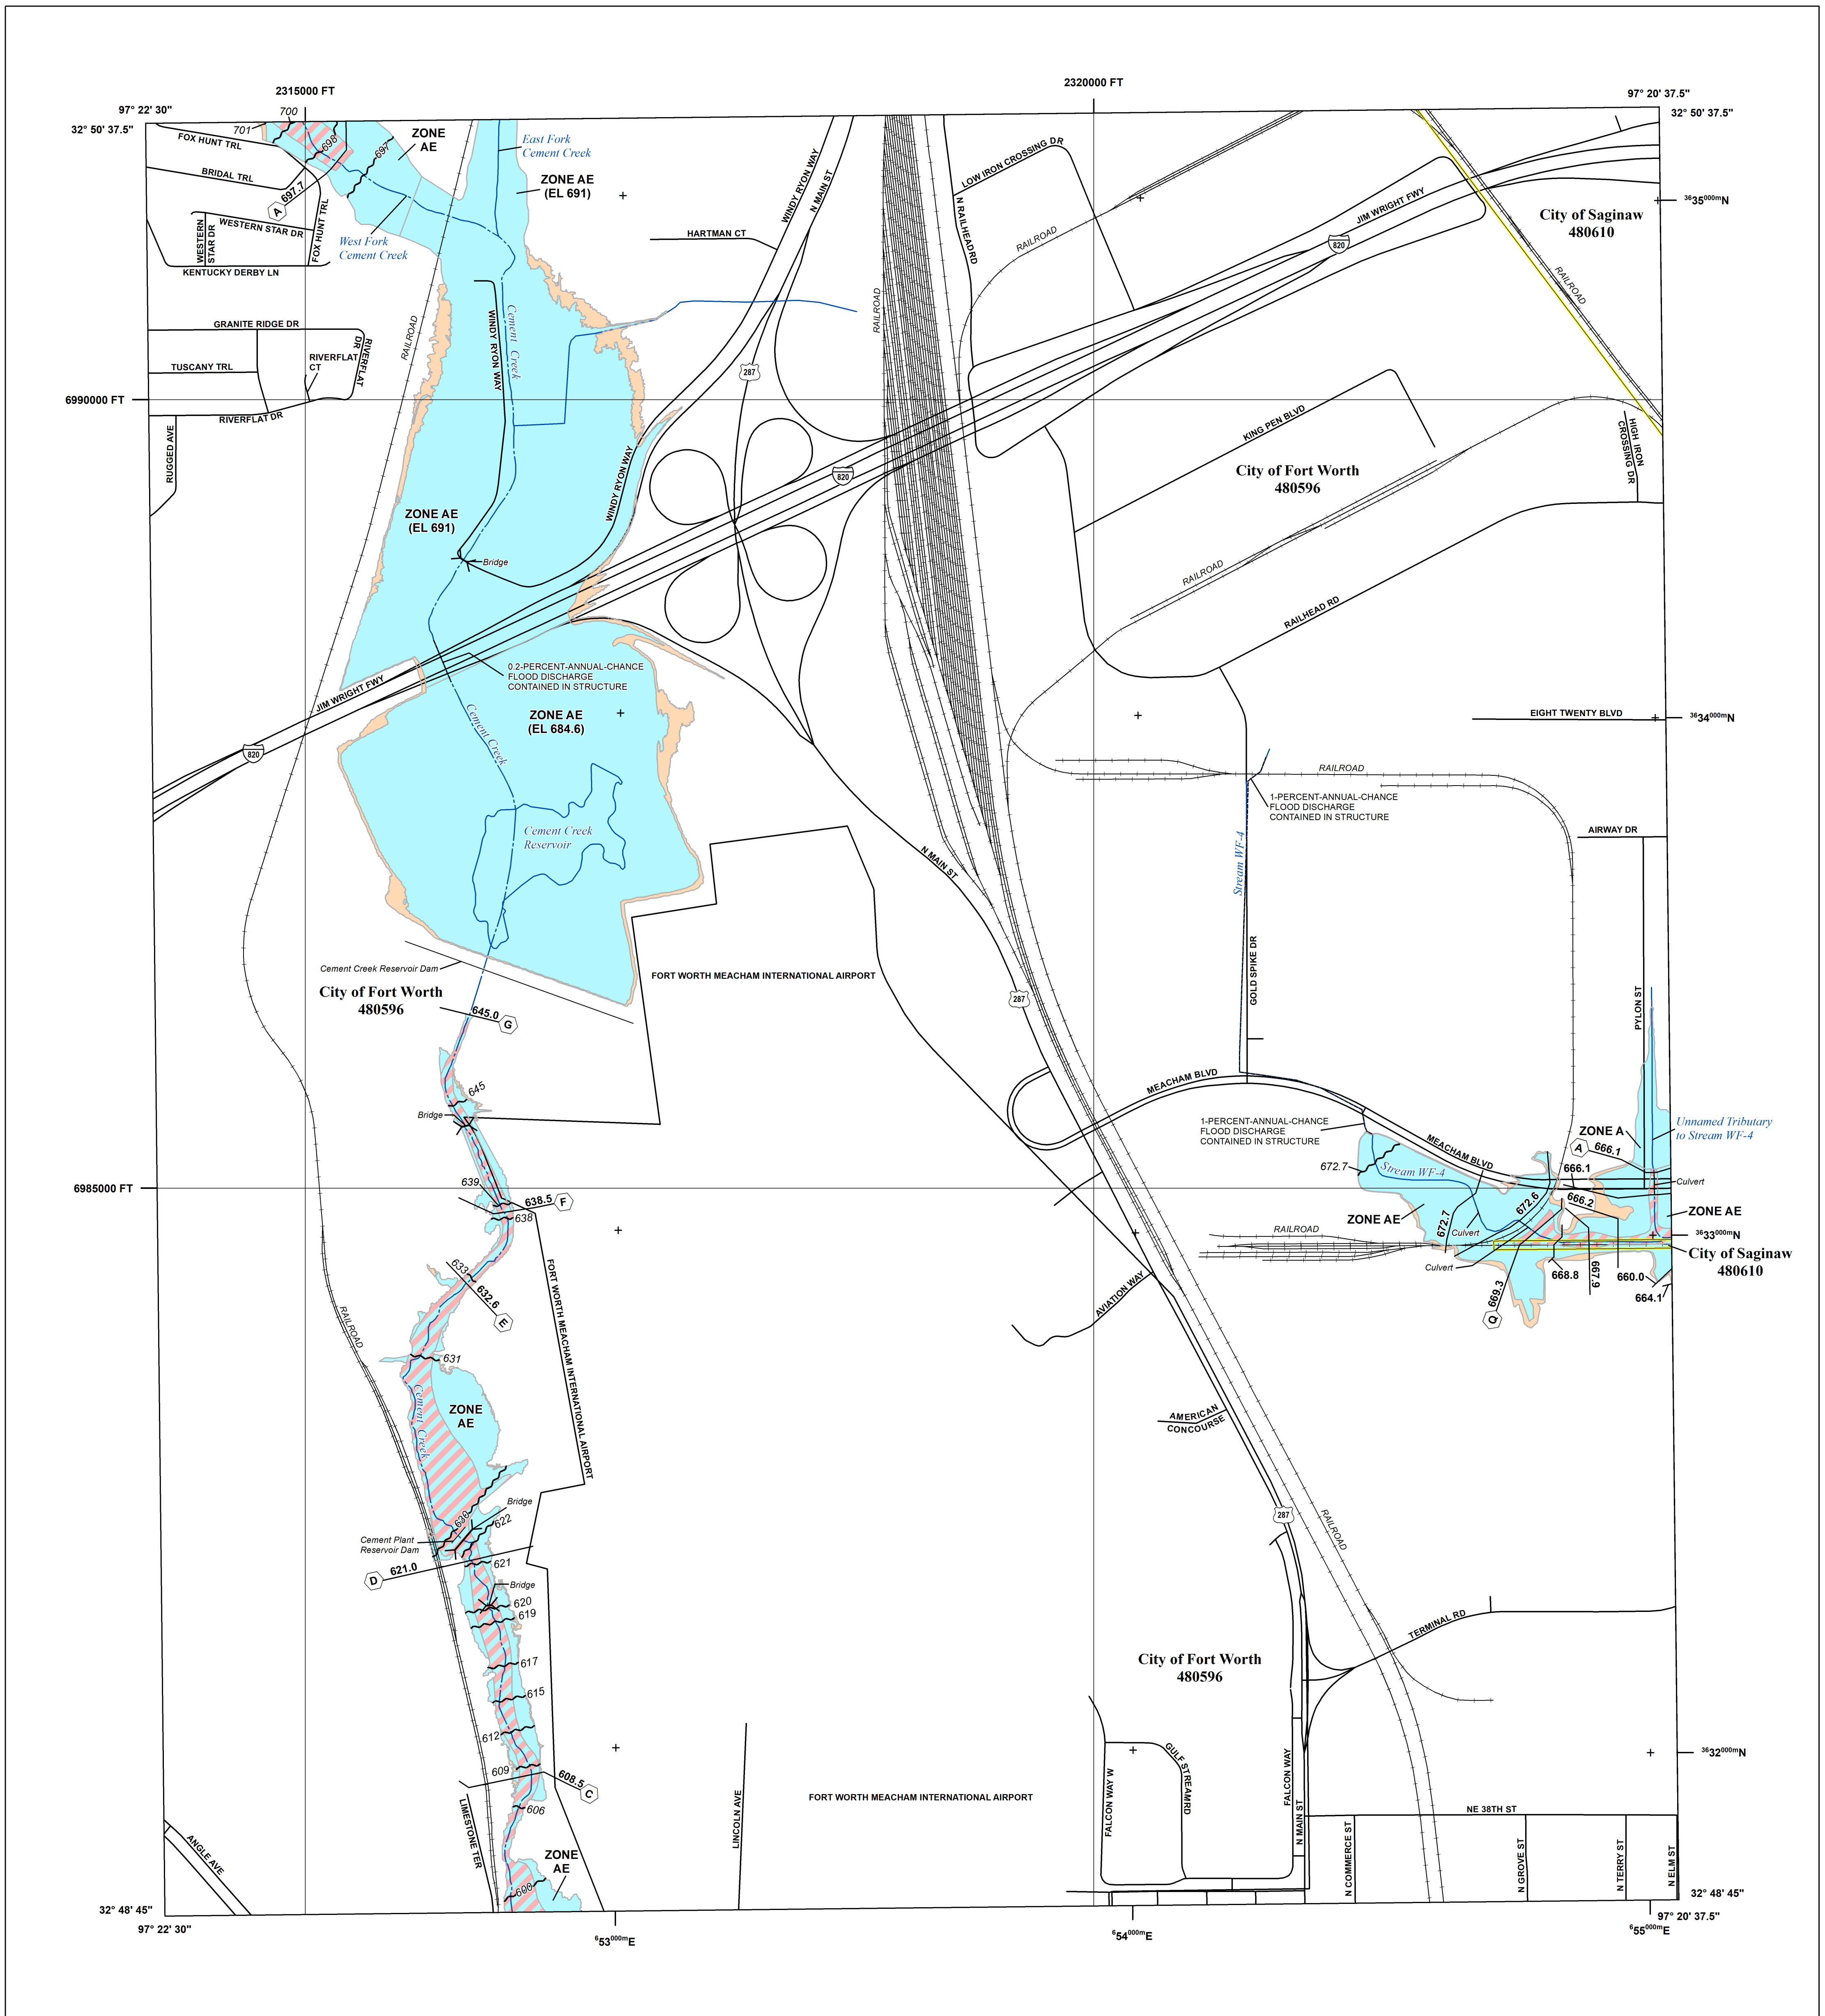 2315000 FT
2320000 FT
97° 22' 30"
32° 50' 37.5"
97° 20' 37.5"
32° 50' 37.5"
700
701
698
697
ZONE
AE
FOX HUNT TRL
BRIDAL TRL
697.7
A
WESTERN STAR DR
WESTERN
STAR DR
FOX HUNT TRL
KENTUCKY DERBY LN
West Fork
Cement Creek
East Fork
Cement Creek
ZONE AE
(EL 691)
HARTMAN CT
WINDY RYON WAY
N MAIN ST
LOW IRON CROSSING DR
N RAILHEAD RD
RAILROAD
JIM WRIGHT FWY
820
City of Saginaw
480610
3635000mN
RAILROAD
GRANITE RIDGE DR
TUSCANY TRL
RIVERFLAT
CT
RIVERFLAT
DR
RIVERFLAT DR
RUGGED AVE
RAILROAD
WINDY RYON WAY
Cement Creek
RAILROAD
287
6990000 FT
KING PEN BLVD
HIGH IRON
CROSSING DR
City of Fort Worth
480596
820
WINDY RYON WAY
ZONE AE
(EL 691)
Bridge
RAILROAD
RAILHEAD RD
0.2-PERCENT-ANNUAL-CHANCE
FLOOD DISCHARGE
CONTAINED IN STRUCTURE
JIM WRIGHT FWY
820
ZONE AE
(EL 684.6)
Cement Creek
EIGHT TWENTY BLVD
3634000mN
RAILROAD
1-PERCENT-ANNUAL-CHANCE
FLOOD DISCHARGE
CONTAINED IN STRUCTURE
Cement Creek
Reservoir
AIRWAY DR
N MAIN ST
Stream WF-4
GOLD SPIKE DR
Cement Creek Reservoir Dam
FORT WORTH MEACHAM INTERNATIONAL AIRPORT
City of Fort Worth
480596
645.0
G
287
PYLON ST
645
Bridge
MEACHAM BLVD
1-PERCENT-ANNUAL-CHANCE
FLOOD DISCHARGE
CONTAINED IN STRUCTURE
ZONE A
Unnamed Tributary
to Stream WF-4
MEACHAM BLVD
A
666.1
666.1
672.7
Stream WF-4
Culvert
6985000 FT
639
638.5
F
638
672.6
666.2
ZONE AE
672.7
Culvert
ZONE AE
RAILROAD
3633000mN
City of Saginaw
480610
Culvert
668.8
667.9
660.0
664.1
669.3
Q
633
632.6
E
FORT WORTH MEACHAM INTERNATIONAL AIRPORT
AVIATION WAY
RAILROAD
631
Cement Creek
ZONE
AE
AMERICAN
CONCOURSE
Bridge
630
622
Cement Plant
Reservoir Dam
287
RAILROAD
621.0
D
621
Bridge
620
619
TERMINAL RD
617
City of Fort Worth
480596
615
612
3632000mN
609
608.5
C
606
LIMESTONE TER
LINCOLN AVE
FORT WORTH MEACHAM INTERNATIONAL AIRPORT
FALCON WAY W
GULF STREAM RD
FALCON WAY
N MAIN ST
NE 38TH ST
N COMMERCE ST
N GROVE ST
N TERRY ST
N ELM ST
ANGLE AVE
ZONE
AE
600
32° 48' 45"
97° 22' 30"
32° 48' 45"
97° 20' 37.5"
653000mE
654000mE
655000mE